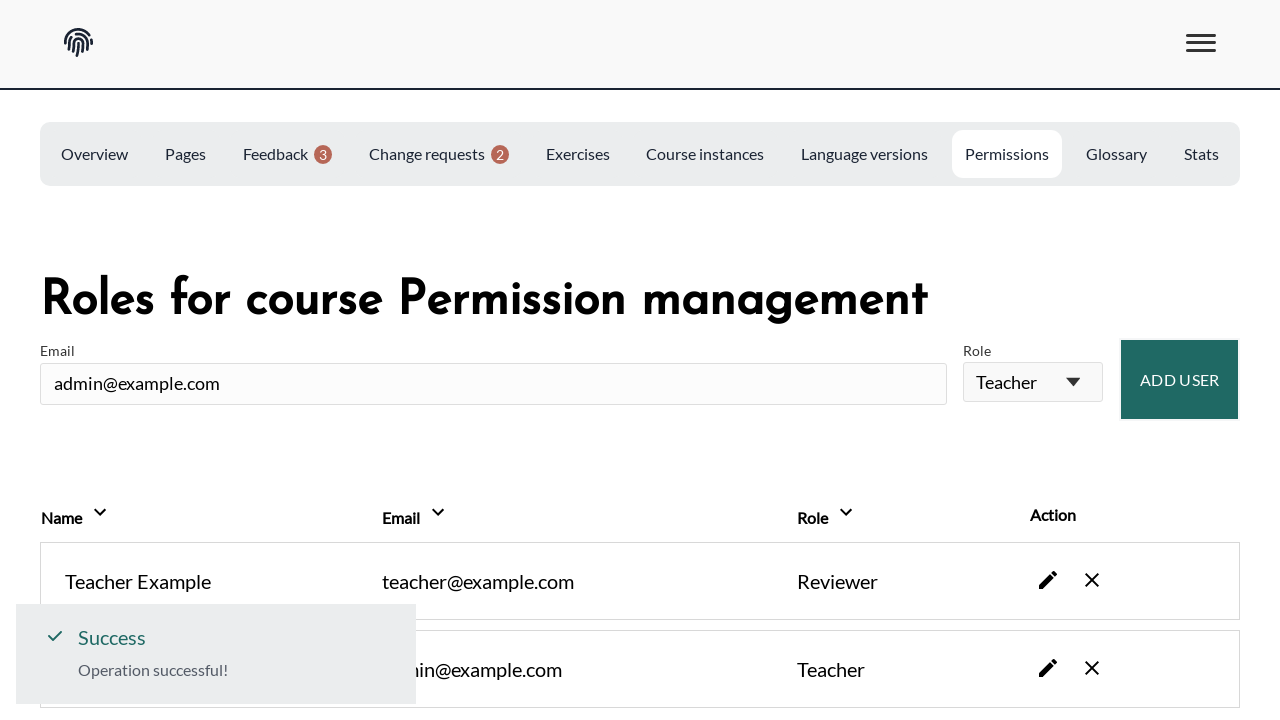 Overview Pages Feedback 3 Change requests 2 Exercises Course instances Language versions Permissions Glossary Stats
Roles for course Permission management
Email Role
admin@example.com Teacher ADD USER
Name Email Role Action
Teacher Example teacher@example.com Reviewer
Success
Operation successful!
in@example.com Teacher